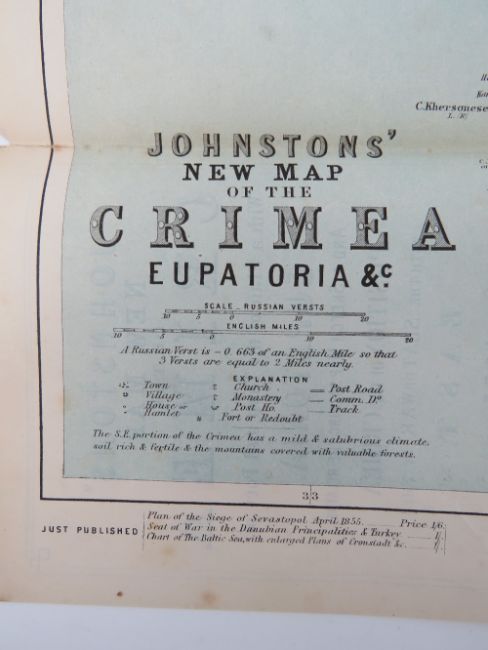 C. Khersonese
L. (F.)
JOHNSTONS'
NEW MAP
OF THE
CRIMEA
EUPATORIA &c.
SCALE RUSSIAN VERSTS
10 5 0 10 20
ENGLISH MILES
10 5 0 10 20
A Russian Verst is - 0.663 of an English Mile so that
3 Versts are equal to 2 Miles nearly.
EXPLANATION
Town Church Post Road
Village Monastery Comm. Do.
House or Post Ho. Track
Hamlet Fort or Redoubt
The S.E. portion of the Crimea has a mild & salubrious climate,
soil rich & fertile & the mountains covered with valuable forests.
33
JUST PUBLISHED
Plan of the Siege of Sevastopol April 1855. Price 1/6
Seat of War in the Danubian Principalities & Turkey 1/.
Chart of The Baltic Sea, with enlarged Plans of Cronstadt &c. 1/.